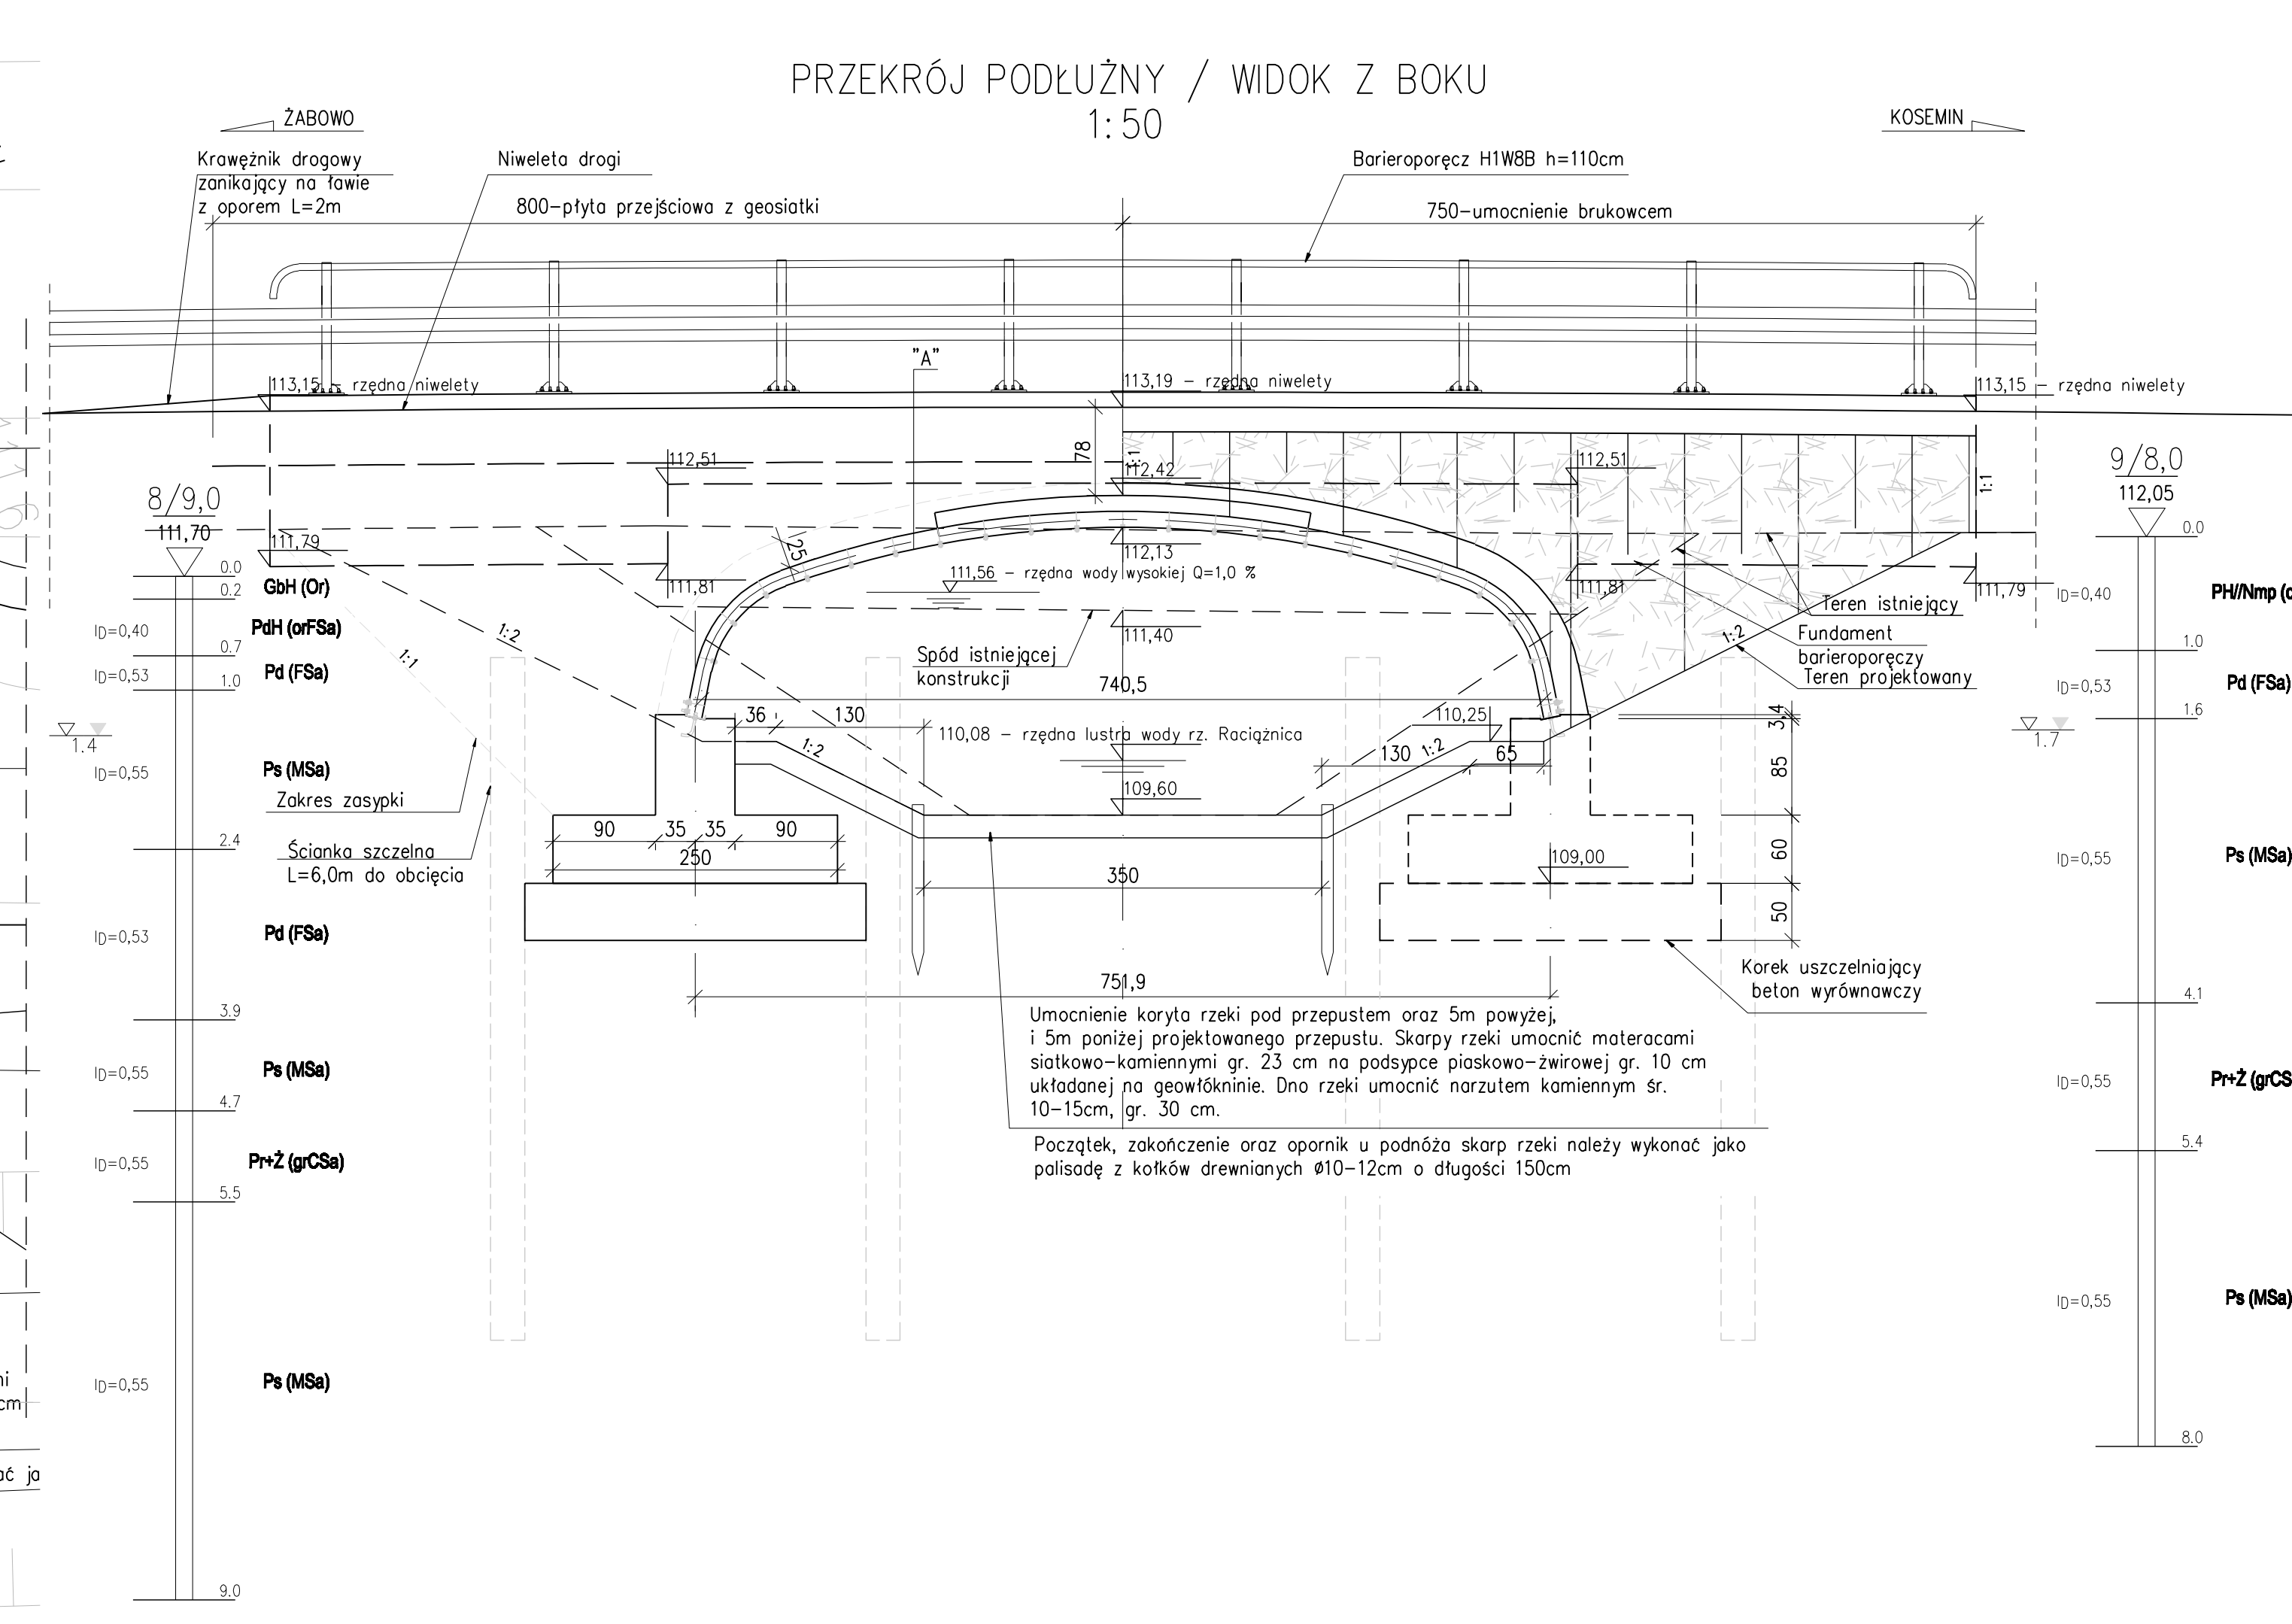 PRZEKRÓJ PODŁUŻNY / WIDOK Z BOKU
1:50
ŻABOWO
KOSEMIN
Krawężnik drogowy
zanikający na ławie
z oporem L=2m
Niweleta drogi
Barieroporęcz H1W8B h=110cm
800-płyta przejściowa z geosiatki
750-umocnienie brukowcem
"A"
113,15 - rzędna niwelety
113,19 - rzędna niwelety
113,15 - rzędna niwelety
78
1:1
112,51
112,42
112,51
1:1
8/9,0
111,70
9/8,0
112,05
111,79
25
112,13
111,56 - rzędna wody wysokiej Q=1,0 %
111,81
111,81
111,79
111,40
Teren istniejący
Fundament
barieroporęczy
Teren projektowany
1:2
1:2
1:1
Spód istniejącej
konstrukcji
740,5
36
130
1:2
110,25
110,08 - rzędna lustra wody rz. Raciążnica
130
1:2
65
3,4
85
60
50
109,60
Zakres zasypki
Ścianka szczelna
L=6,0m do obcięcia
90
35
35
90
250
350
109,00
751,9
Korek uszczelniający
beton wyrównawczy
Umocnienie koryta rzeki pod przepustem oraz 5m powyżej,
i 5m poniżej projektowanego przepustu. Skarpy rzeki umocnić materacami
siatkowo-kamiennymi gr. 23 cm na podsypce piaskowo-żwirowej gr. 10 cm
układanej na geowłókninie. Dno rzeki umocnić narzutem kamiennym śr.
10-15cm, gr. 30 cm.
Początek, zakończenie oraz opornik u podnóża skarp rzeki należy wykonać jako
palisadę z kołków drewnianych Ø10-12cm o długości 150cm
0.0
0.2
GbH (Or)
ID=0,40
PdH (orFSa)
0.7
ID=0,53
Pd (FSa)
1.0
1.4
ID=0,55
Ps (MSa)
2.4
ID=0,53
Pd (FSa)
3.9
ID=0,55
Ps (MSa)
4.7
ID=0,55
Pr+Ż (grCSa)
5.5
ID=0,55
Ps (MSa)
9.0
0.0
ID=0,40
PH//Nmp (o
1.0
ID=0,53
Pd (FSa)
1.6
1.7
ID=0,55
Ps (MSa)
4.1
ID=0,55
Pr+Ż (grCS
5.4
ID=0,55
Ps (MSa)
8.0
cm
ać ja